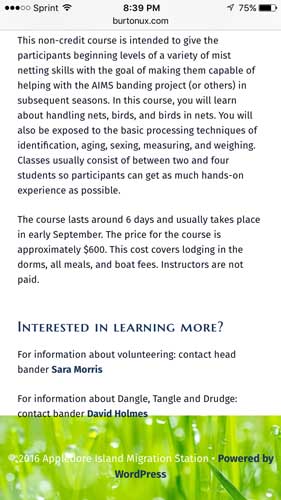 Sprint 8:39 PM 75%
burtonux.com
This non-credit course is intended to give the
participants beginning levels of a variety of mist
netting skills with the goal of making them capable of
helping with the AIMS banding project (or others) in
subsequent seasons. In this course, you will learn
about handling nets, birds, and birds in nets. You will
also be exposed to the basic processing techniques of
identification, aging, sexing, measuring, and weighing.
Classes usually consist of between two and four
students so participants can get as much hands-on
experience as possible.
The course lasts around 6 days and usually takes place
in early September. The price for the course is
approximately $600. This cost covers lodging in the
dorms, all meals, and boat fees. Instructors are not
paid.
Interested in learning more?
For information about volunteering: contact head
bander Sara Morris
For information about Dangle, Tangle and Drudge:
contact bander David Holmes
© 2016 Appledore Island Migration Station • Powered by
WordPress